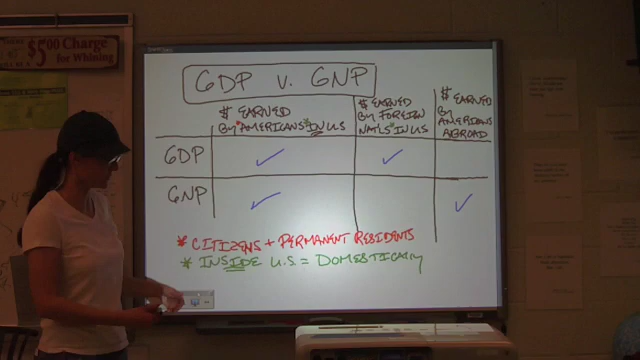 $5.00 Charge
for Whining
GDP v. GNP
$ EARNED
By *AMERICANS *IN U.S
$ EARNED
By FOREIGN
NAT'LS *IN U.S
$ EARNED
By
AMERICANS
ABROAD
GDP ✓ ✓
GNP ✓ ✓
* CITIZENS + PERMANENT RESIDENTS
* INSIDE U.S. = DOMESTICALLY